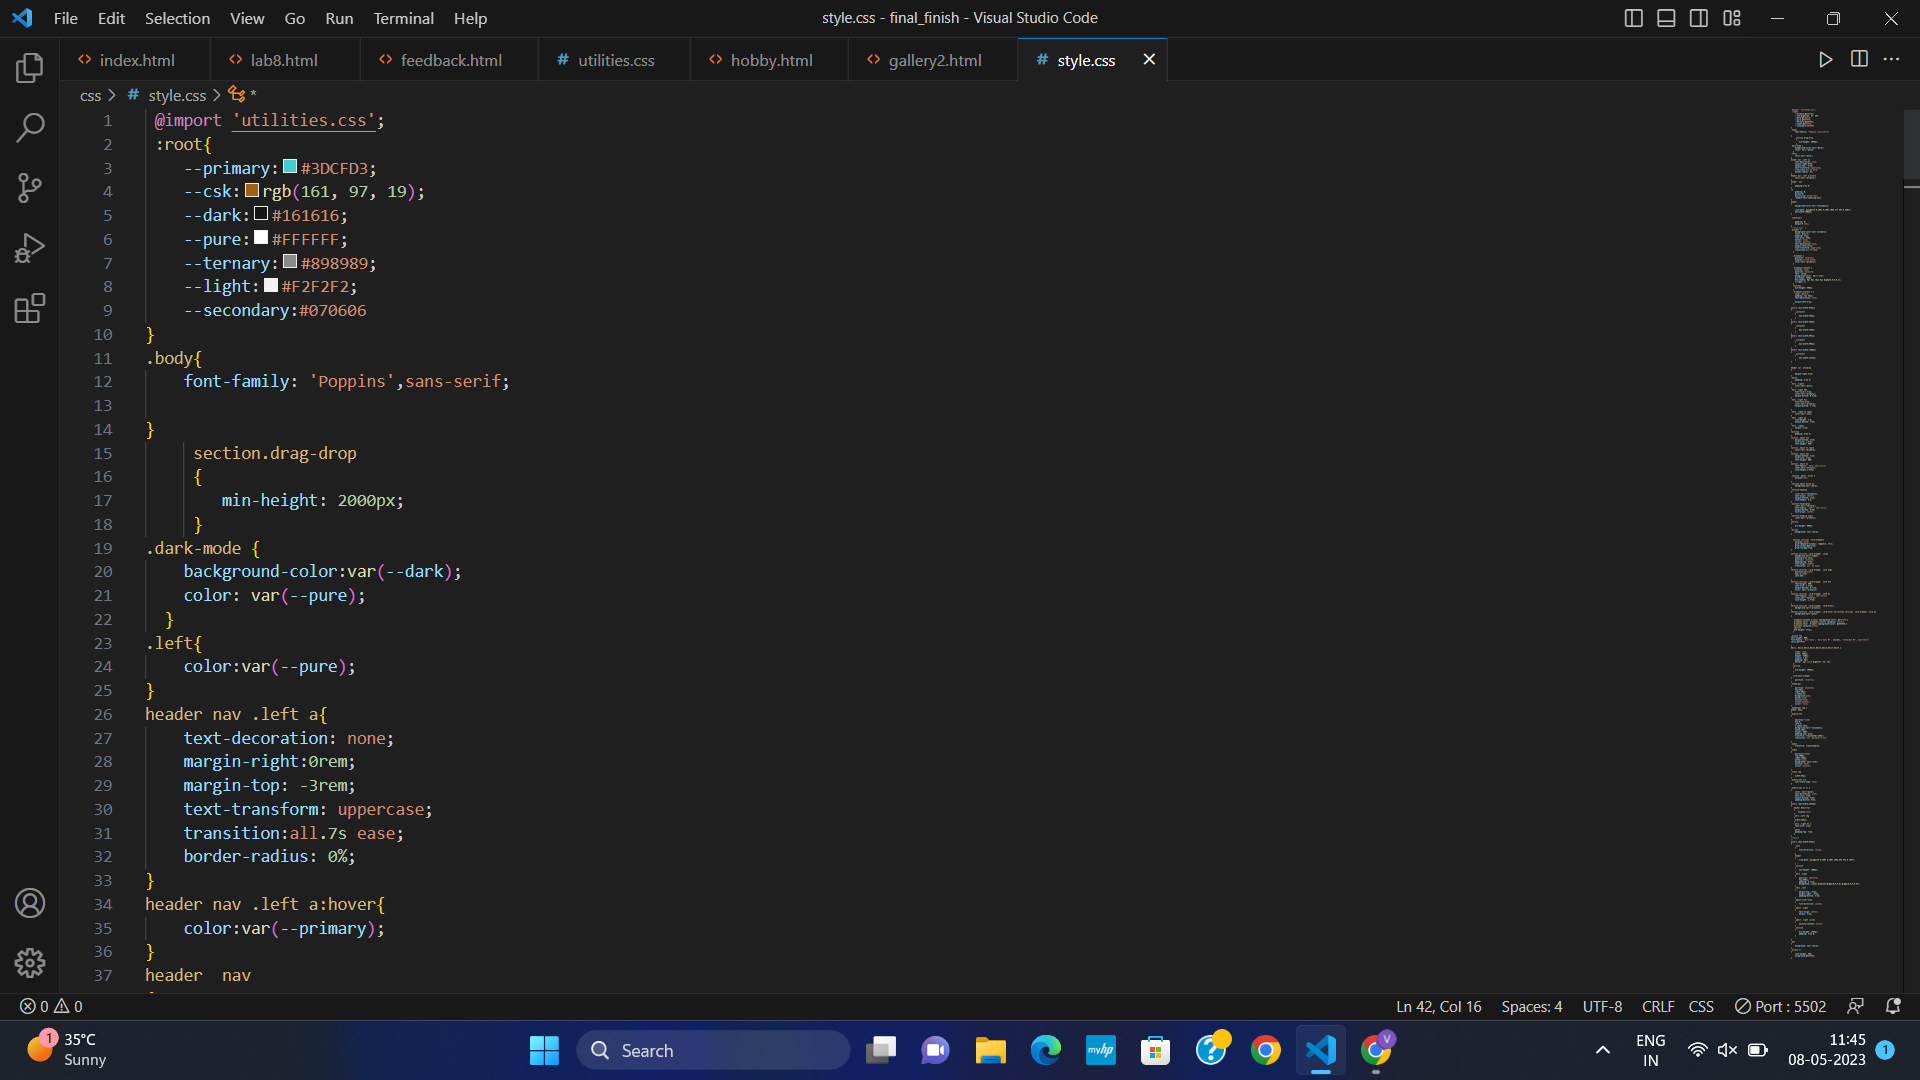 File Edit Selection View Go Run Terminal Help
style.css - final_finish - Visual Studio Code
index.html lab8.html feedback.html # utilities.css hobby.html gallery2.html # style.css
css > # style.css > *
1 @import 'utilities.css';
2 :root{
3 --primary:#3DCFD3;
4 --csk:rgb(161, 97, 19);
5 --dark:#161616;
6 --pure:#FFFFFF;
7 --ternary:#898989;
8 --light:#F2F2F2;
9 --secondary:#070606
10 }
11 .body{
12 font-family: 'Poppins',sans-serif;
13
14 }
15 section.drag-drop
16 {
17 min-height: 2000px;
18 }
19 .dark-mode {
20 background-color:var(--dark);
21 color: var(--pure);
22 }
23 .left{
24 color:var(--pure);
25 }
26 header nav .left a{
27 text-decoration: none;
28 margin-right:0rem;
29 margin-top: -3rem;
30 text-transform: uppercase;
31 transition:all.7s ease;
32 border-radius: 0%;
33 }
34 header nav .left a:hover{
35 color:var(--primary);
36 }
37 header  nav
0 0
Ln 42, Col 16 Spaces: 4 UTF-8 CRLF CSS Port : 5502
1
35°C
Sunny
Search
myhp
V
ENG
IN
11:45
08-05-2023
1